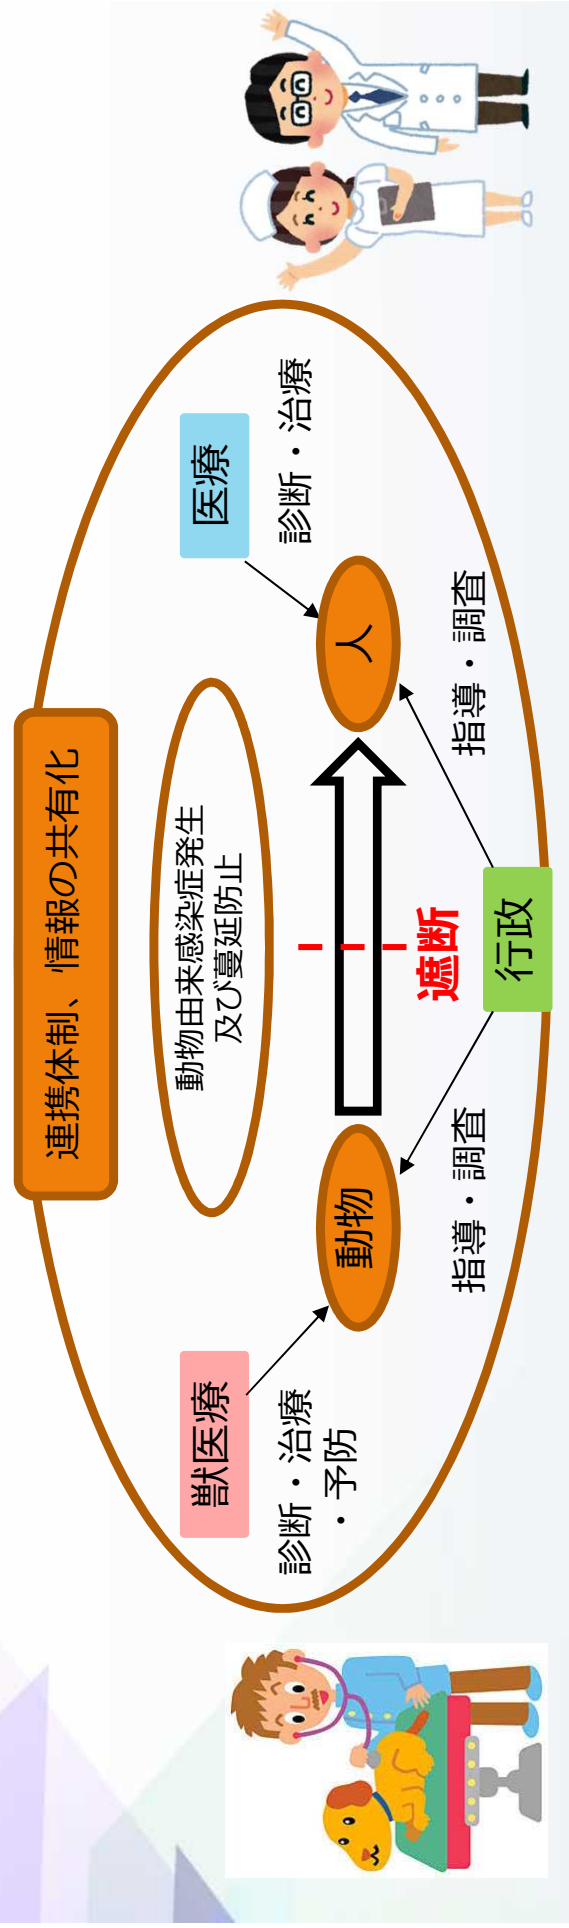 連携体制、情報の共有化
動物由来感染症発生
及び蔓延防止
獣医療
医療
診断・治療
・予防
診断・治療
動物
人
遮断
指導・調査
指導・調査
行政